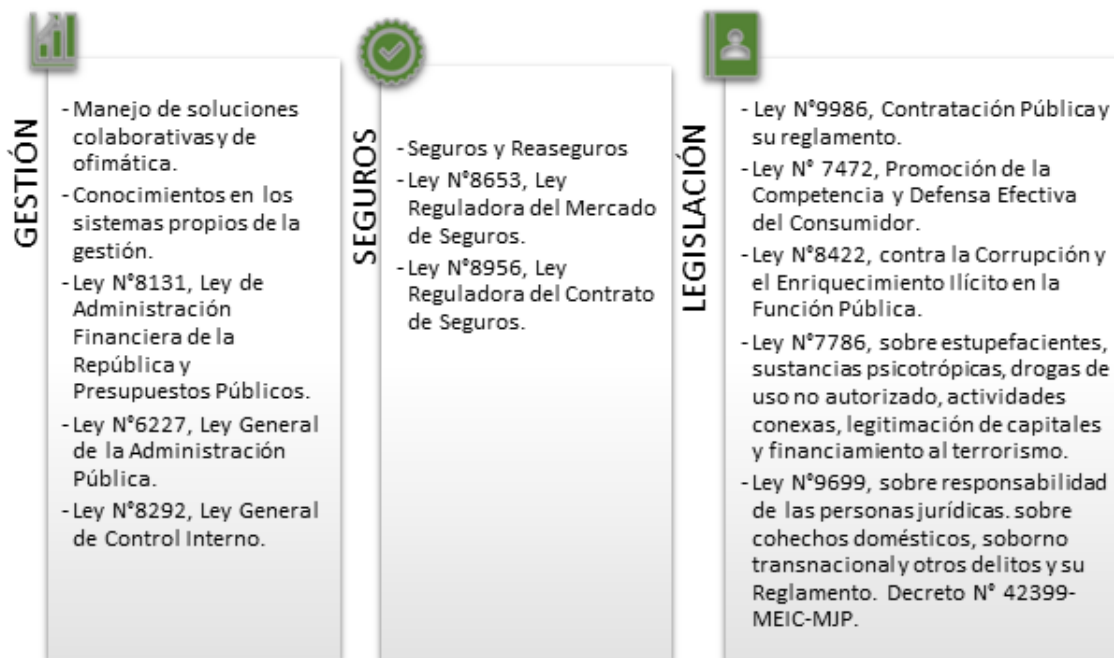 GESTIÓN
- Manejo de soluciones
colaborativas y de
ofimática.
- Conocimientos en los
sistemas propios de la
gestión.
- Ley N°8131, Ley de
Administración
Financiera de la
República y
Presupuestos Públicos.
- Ley N°6227, Ley General
de la Administración
Pública.
- Ley N°8292, Ley General
de Control Interno.
SEGUROS
- Seguros y Reaseguros
- Ley N°8653, Ley
Reguladora del Mercado
de Seguros.
- Ley N°8956, Ley
Reguladora del Contrato
de Seguros.
LEGISLACIÓN
- Ley N°9986, Contratación Pública y
su reglamento.
- Ley N° 7472, Promoción de la
Competencia y Defensa Efectiva
del Consumidor.
- Ley N°8422, contra la Corrupción y
el Enriquecimiento Ilícito en la
Función Pública.
- Ley N°7786, sobre estupefacientes,
sustancias psicotrópicas, drogas de
uso no autorizado, actividades
conexas, legitimación de capitales
y financiamiento al terrorismo.
- Ley N°9699, sobre responsabilidad
de las personas jurídicas. sobre
cohechos domésticos, soborno
transnacional y otros delitos y su
Reglamento. Decreto N° 42399-
MEIC-MJP.